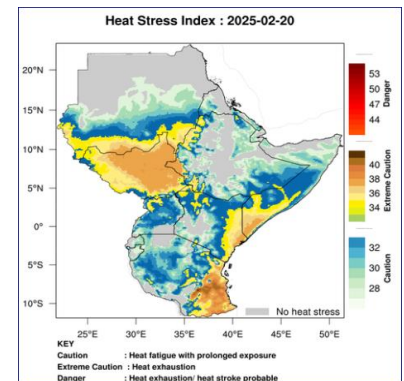 Heat Stress Index : 2025-02-20
20°N
15°N
10°N
5°N
0°
5°S
10°S
25°E 30°E 35°E 40°E 45°E 50°E
53
50
47
44
Danger
40
38
36
34
Extreme Caution
32
30
28
Caution
No heat stress
KEY
Caution : Heat fatigue with prolonged exposure
Extreme Caution : Heat exhaustion
Danger : Heat exhaustion/ heat stroke probable